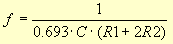 f = 1 / 0.693· C · (R1+ 2R2)